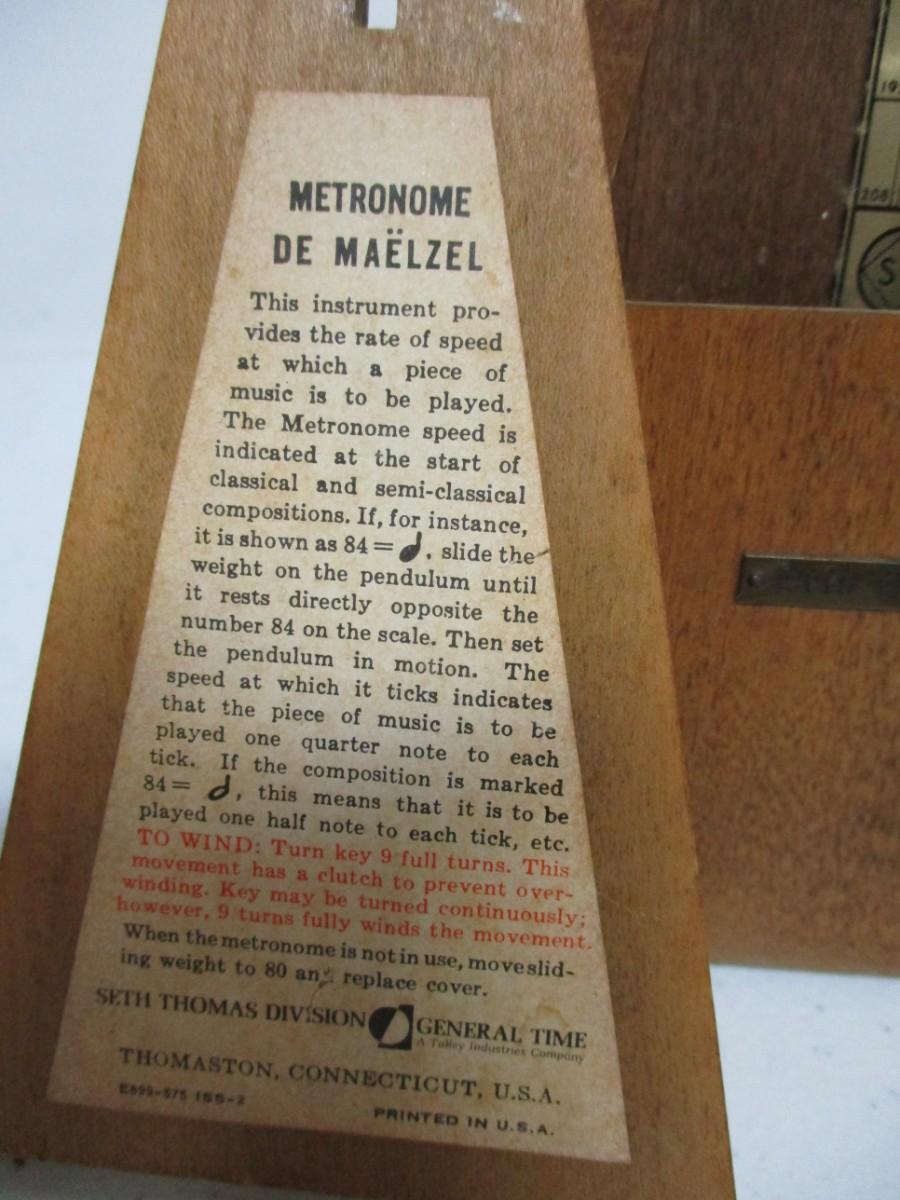 METRONOME
DE MAËLZEL
This instrument pro-
vides the rate of speed
at which a piece of
music is to be played.
The Metronome speed is
indicated at the start of
classical and semi-classical
compositions. If, for instance,
it is shown as 84 = 𝅘𝅥 , slide the
weight on the pendulum until
it rests directly opposite the
number 84 on the scale. Then set
the pendulum in motion. The
speed at which it ticks indicates
that the piece of music is to be
played one quarter note to each
tick. If the composition is marked
84 = 𝅗𝅥 , this means that it is to be
played one half note to each tick, etc.
TO WIND: Turn key 9 full turns. This
movement has a clutch to prevent over-
winding. Key may be turned continuously;
however, 9 turns fully winds the movement.
When the metronome is not in use, move slid-
ing weight to 80 and replace cover.
SETH THOMAS DIVISION GENERAL TIME
A Talley Industries Company
THOMASTON, CONNECTICUT, U.S.A.
E699-575 ISS-2
PRINTED IN U.S.A.
208
S